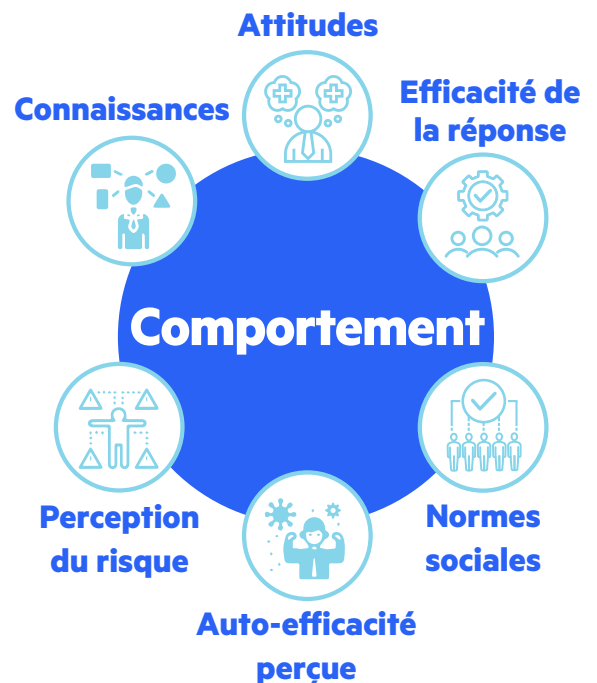 Attitudes
Connaissances
Efficacité de
la réponse
Comportement
Perception
du risque
Normes
sociales
Auto-efficacité
perçue